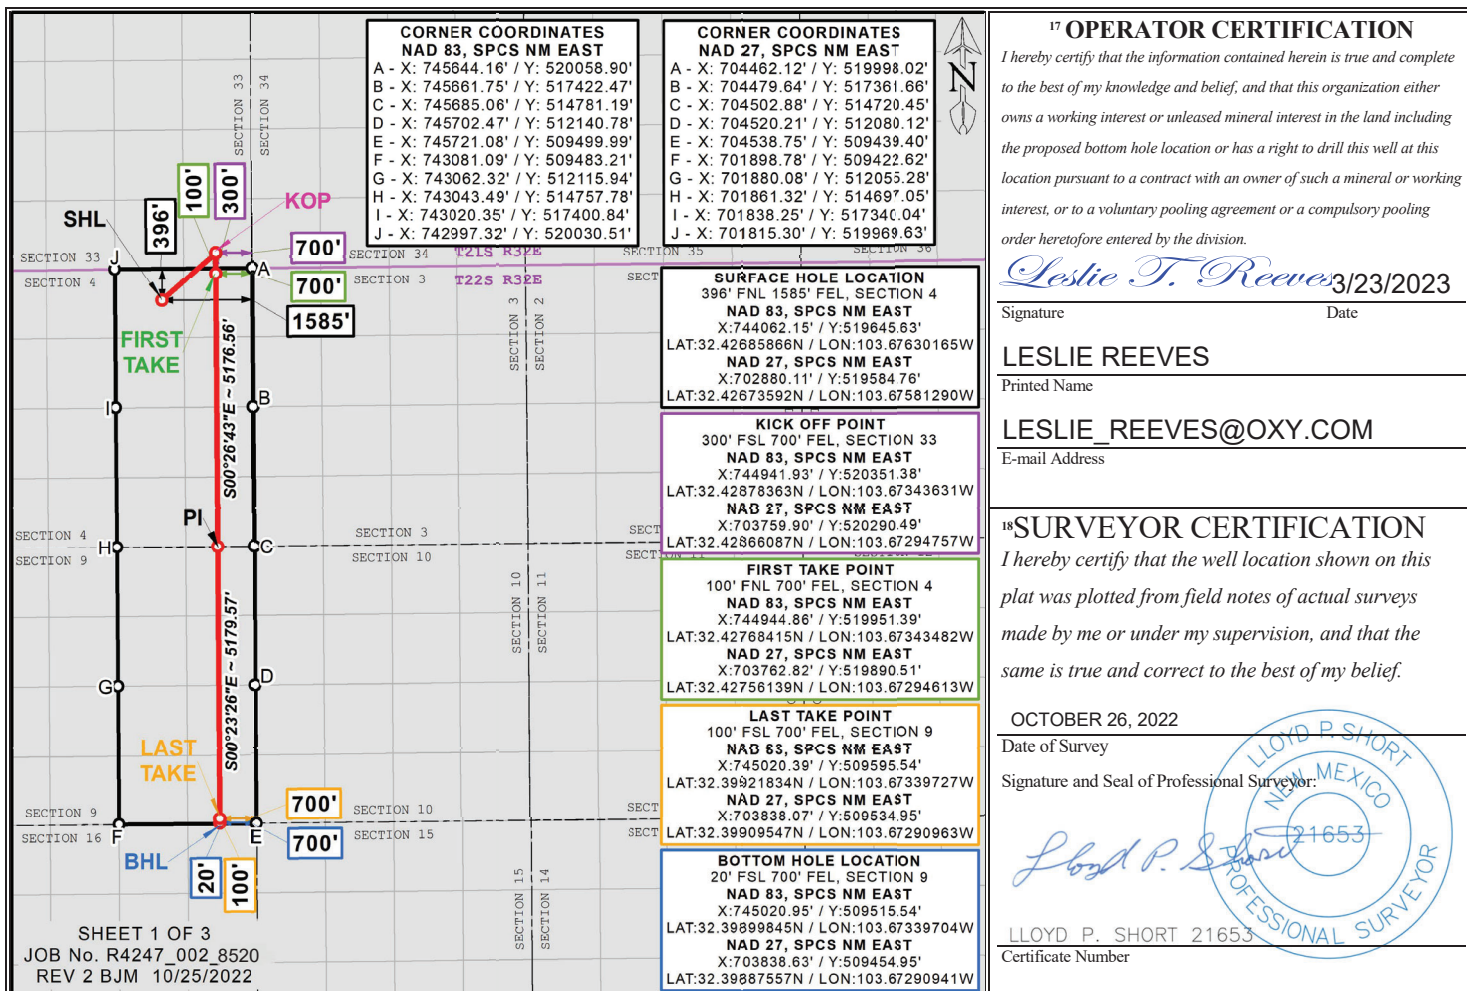 CORNER COORDINATES
NAD 83, SPCS NM EAST
A - X: 745644.16' / Y: 520058.90'
B - X: 745661.75' / Y: 517422.47'
C - X: 745685.06' / Y: 514781.19'
D - X: 745702.47' / Y: 512140.78'
E - X: 745721.08' / Y: 509499.99'
F - X: 743081.09' / Y: 509483.21'
G - X: 743062.32' / Y: 512115.94'
H - X: 743043.49' / Y: 514757.78'
I - X: 743020.35' / Y: 517400.84'
J - X: 742997.32' / Y: 520030.51'
CORNER COORDINATES
NAD 27, SPCS NM EAST
A - X: 704462.12' / Y: 519998.02'
B - X: 704479.64' / Y: 517361.66'
C - X: 704502.88' / Y: 514720.45'
D - X: 704520.21' / Y: 512080.12'
E - X: 704538.75' / Y: 509439.40'
F - X: 701898.78' / Y: 509422.62'
G - X: 701880.08' / Y: 512055.28'
H - X: 701861.32' / Y: 514697.05'
I - X: 701838.25' / Y: 517340.04'
J - X: 701815.30' / Y: 519969.63'
N
SECTION 33
SECTION 34
100'
300'
KOP
SHL
396'
700'
J
A
SECTION 33
SECTION 4
SECTION 34
SECTION 3
T21S R32E
T22S R32E
SECTION 35
SECTION 36
SECT
700'
1585'
FIRST
TAKE
S00°26'43"E ~ 5176.56'
SECTION 3
SECTION 2
I
B
PI
SECTION 4
SECTION 9
H
C
SECTION 3
SECTION 10
SECT
SECTION 11
SECTION 10
SECTION 11
S00°23'26"E ~ 5179.57'
G
D
LAST
TAKE
700'
SECTION 9
SECTION 16
F
E
SECTION 10
SECTION 15
SECT
SECT
700'
BHL
20'
100'
SECTION 15
SECTION 14
SHEET 1 OF 3
JOB No. R4247_002_8520
REV 2 BJM 10/25/2022
SURFACE HOLE LOCATION
396' FNL 1585' FEL, SECTION 4
NAD 83, SPCS NM EAST
X:744062.15' / Y:519645.63'
LAT:32.42685866N / LON:103.67630165W
NAD 27, SPCS NM EAST
X:702880.11' / Y:519584.76'
LAT:32.42673592N / LON:103.67581290W
KICK OFF POINT
300' FSL 700' FEL, SECTION 33
NAD 83, SPCS NM EAST
X:744941.93' / Y:520351.38'
LAT:32.42878363N / LON:103.67343631W
NAD 27, SPCS NM EAST
X:703759.90' / Y:520290.49'
LAT:32.42866087N / LON:103.67294757W
FIRST TAKE POINT
100' FNL 700' FEL, SECTION 4
NAD 83, SPCS NM EAST
X:744944.86' / Y:519951.39'
LAT:32.42768415N / LON:103.67343482W
NAD 27, SPCS NM EAST
X:703762.82' / Y:519890.51'
LAT:32.42756139N / LON:103.67294613W
LAST TAKE POINT
100' FSL 700' FEL, SECTION 9
NAD 83, SPCS NM EAST
X:745020.39' / Y:509595.54'
LAT:32.39921834N / LON:103.67339727W
NAD 27, SPCS NM EAST
X:703838.07' / Y:509534.95'
LAT:32.39909547N / LON:103.67290963W
BOTTOM HOLE LOCATION
20' FSL 700' FEL, SECTION 9
NAD 83, SPCS NM EAST
X:745020.95' / Y:509515.54'
LAT:32.39899845N / LON:103.67339704W
NAD 27, SPCS NM EAST
X:703838.63' / Y:509454.95'
LAT:32.39887557N / LON:103.67290941W
17 OPERATOR CERTIFICATION
I hereby certify that the information contained herein is true and complete
to the best of my knowledge and belief, and that this organization either
owns a working interest or unleased mineral interest in the land including
the proposed bottom hole location or has a right to drill this well at this
location pursuant to a contract with an owner of such a mineral or working
interest, or to a voluntary pooling agreement or a compulsory pooling
order heretofore entered by the division.
Leslie T. Reeves 3/23/2023
Signature Date
LESLIE REEVES
Printed Name
LESLIE_REEVES@OXY.COM
E-mail Address
18 SURVEYOR CERTIFICATION
I hereby certify that the well location shown on this
plat was plotted from field notes of actual surveys
made by me or under my supervision, and that the
same is true and correct to the best of my belief.
OCTOBER 26, 2022
Date of Survey
Signature and Seal of Professional Surveyor:
LLOYD P. SHORT
NEW MEXICO
21653
PROFESSIONAL SURVEYOR
Lloyd P. Short
LLOYD P. SHORT 21653
Certificate Number